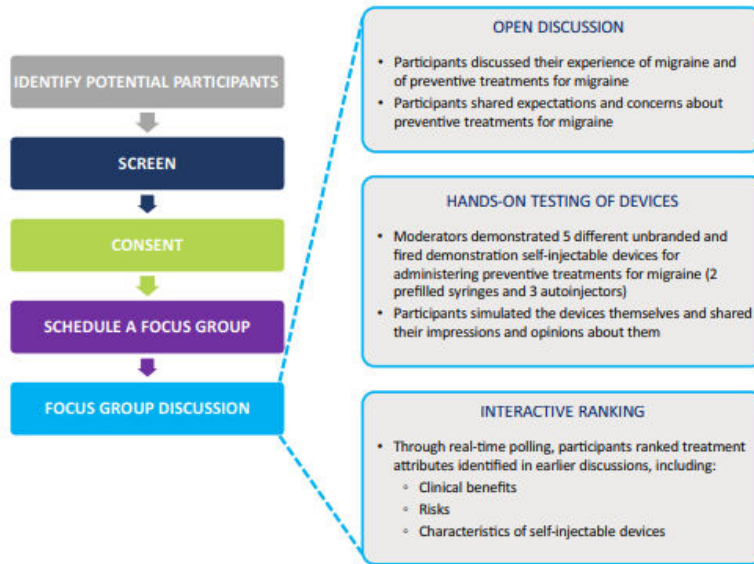 IDENTIFY POTENTIAL PARTICIPANTS
SCREEN
CONSENT
SCHEDULE A FOCUS GROUP
FOCUS GROUP DISCUSSION
OPEN DISCUSSION
• Participants discussed their experience of migraine and
of preventive treatments for migraine
• Participants shared expectations and concerns about
preventive treatments for migraine
HANDS-ON TESTING OF DEVICES
• Moderators demonstrated 5 different unbranded and
fired demonstration self-injectable devices for
administering preventive treatments for migraine (2
prefilled syringes and 3 autoinjectors)
• Participants simulated the devices themselves and shared
their impressions and opinions about them
INTERACTIVE RANKING
• Through real-time polling, participants ranked treatment
attributes identified in earlier discussions, including:
◦ Clinical benefits
◦ Risks
◦ Characteristics of self-injectable devices